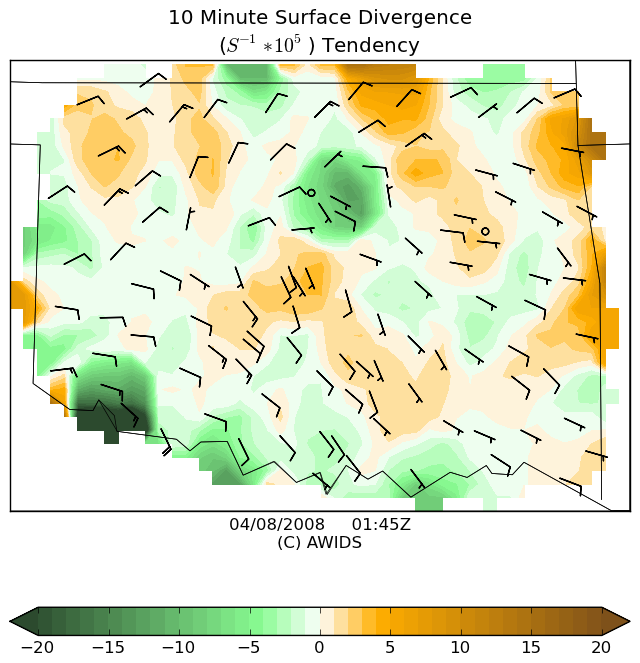 10 Minute Surface Divergence
(S⁻¹ * 10⁵ ) Tendency
04/08/2008 01:45Z
(C) AWIDS
−20 −15 −10 −5 0 5 10 15 20